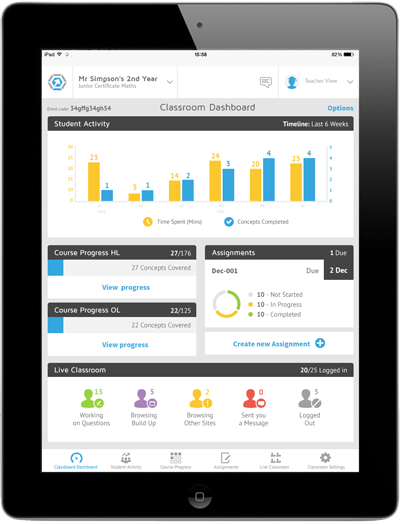 iPad
15:58
82%
Mr Simpson's 2nd Year
Junior Certificate Maths
Teacher View
Enrol code: 34gffg34gh54
Classroom Dashboard
Options
Student Activity
Timeline: Last 6 Weeks
23 1 5 1 14 2 24 3 20 4 23 4
Time Spent (Mins)
Concepts Completed
Course Progress HL 27/176
27 Concepts Covered
View progress
Course Progress OL 22/125
22 Concepts Covered
View progress
Assignments 1 Due
Dec-001 Due 2 Dec
10 - Not Started
10 - In Progress
10 - Completed
Create new Assignment
Live Classroom 20/25 Logged in
13 5 2 0 3
Working on Questions
Browsing Build Up
Browsing Other Sites
Sent you a Message
Logged Out
Classroom Dashboard
Student Activity
Course Progress
Assignments
Live Classroom
Classroom Settings